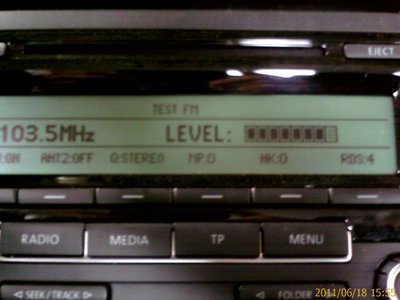 EJECT
TEST FM
103.5MHz LEVEL:
:ON ANT2:OFF Q:STEREO MP:0 NK:0 RDS:4
RADIO MEDIA TP MENU
◁ SEEK/TRACK ▷ ◁ FOLDER
2011/06/18 15:5